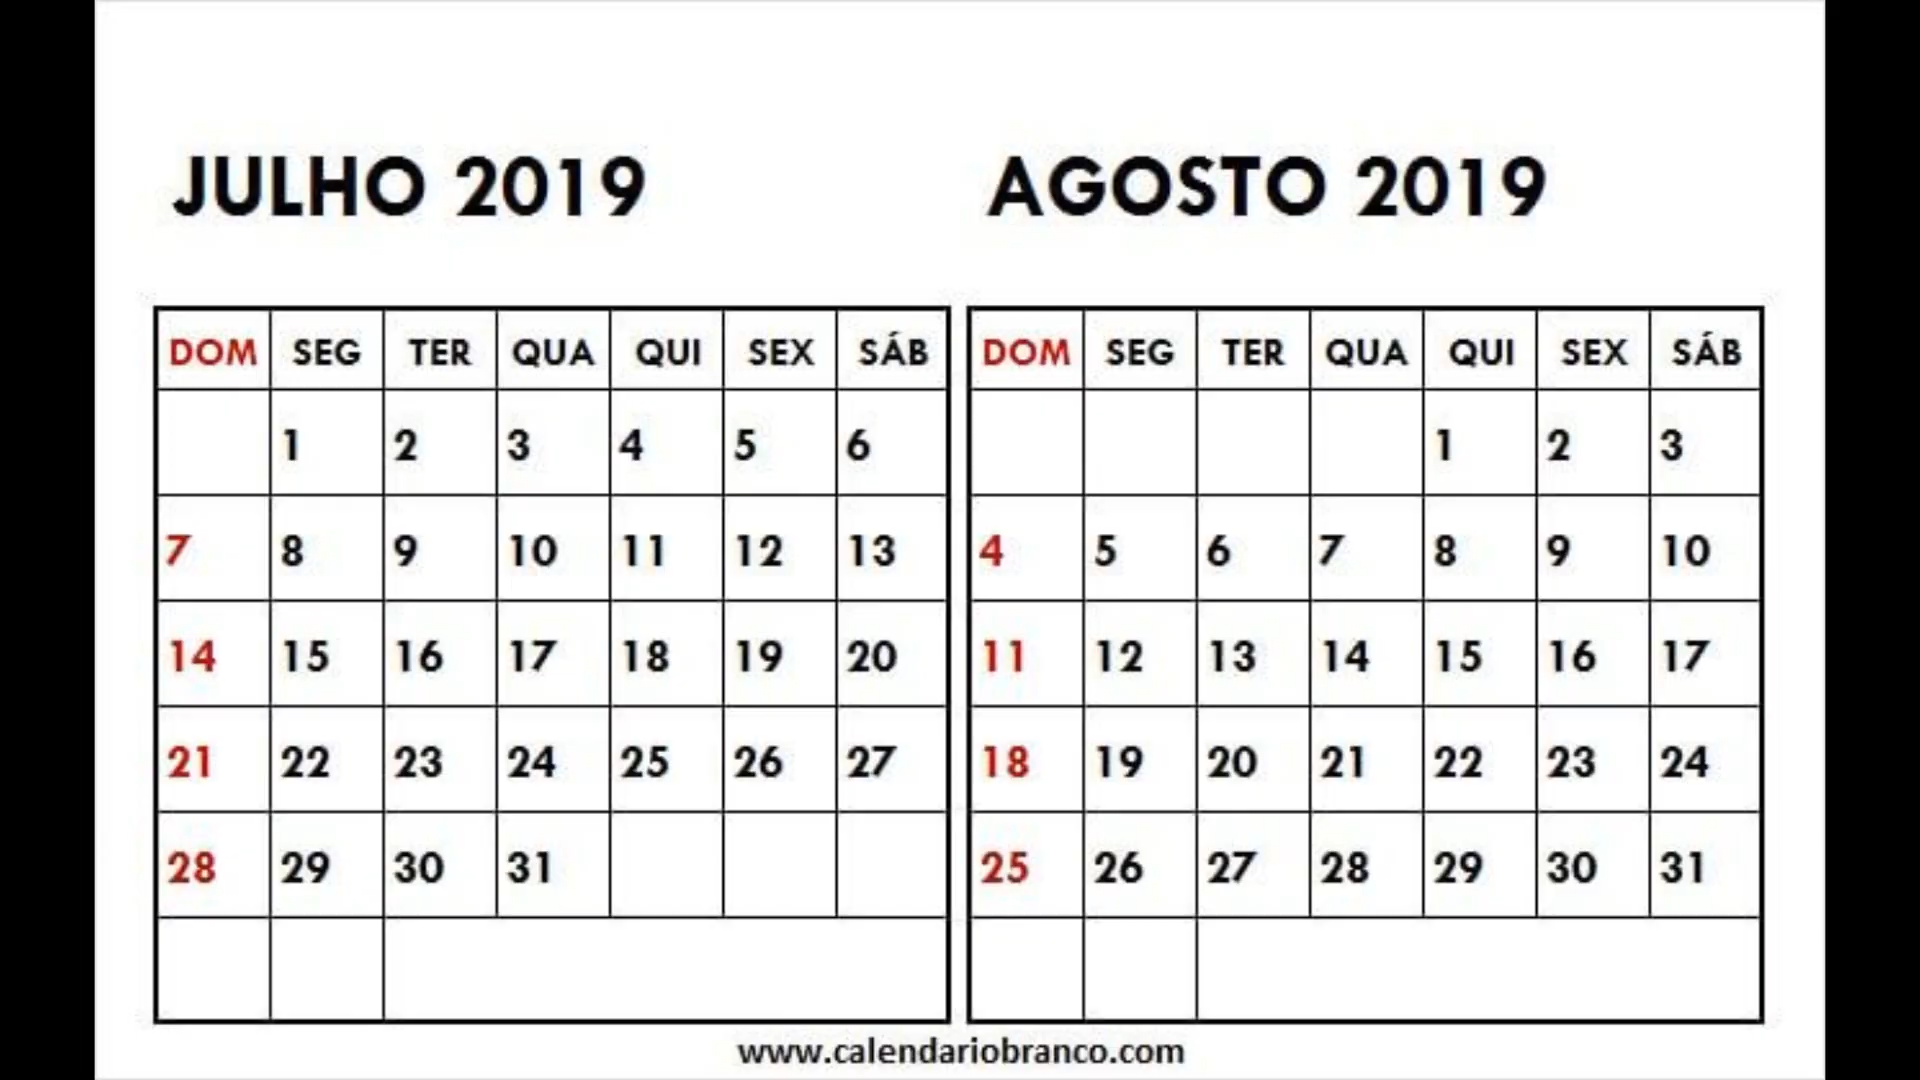 JULHO 2019
DOM SEG TER QUA QUI SEX SÁB
1 2 3 4 5 6
7 8 9 10 11 12 13
14 15 16 17 18 19 20
21 22 23 24 25 26 27
28 29 30 31
AGOSTO 2019
DOM SEG TER QUA QUI SEX SÁB
1 2 3
4 5 6 7 8 9 10
11 12 13 14 15 16 17
18 19 20 21 22 23 24
25 26 27 28 29 30 31
www.calendariobranco.com